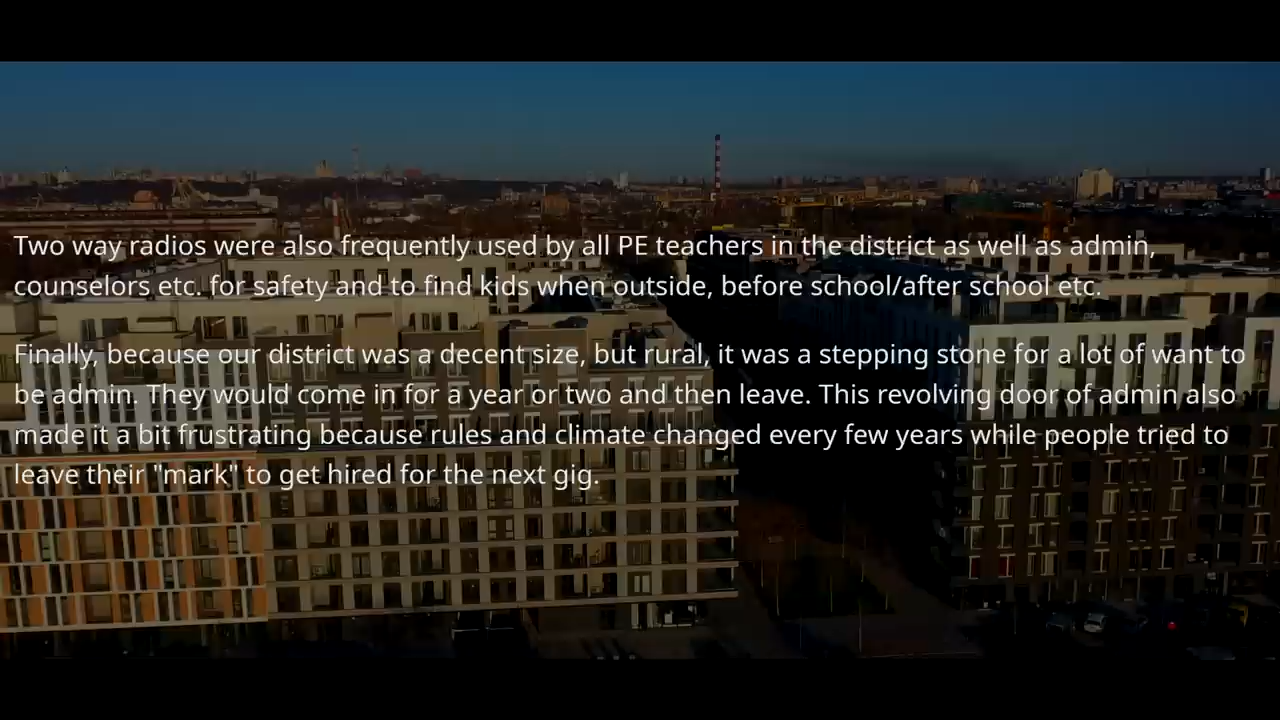 Two way radios were also frequently used by all PE teachers in the district as well as admin,
counselors etc. for safety and to find kids when outside, before school/after school etc.
Finally, because our district was a decent size, but rural, it was a stepping stone for a lot of want to
be admin. They would come in for a year or two and then leave. This revolving door of admin also
made it a bit frustrating because rules and climate changed every few years while people tried to
leave their "mark" to get hired for the next gig.